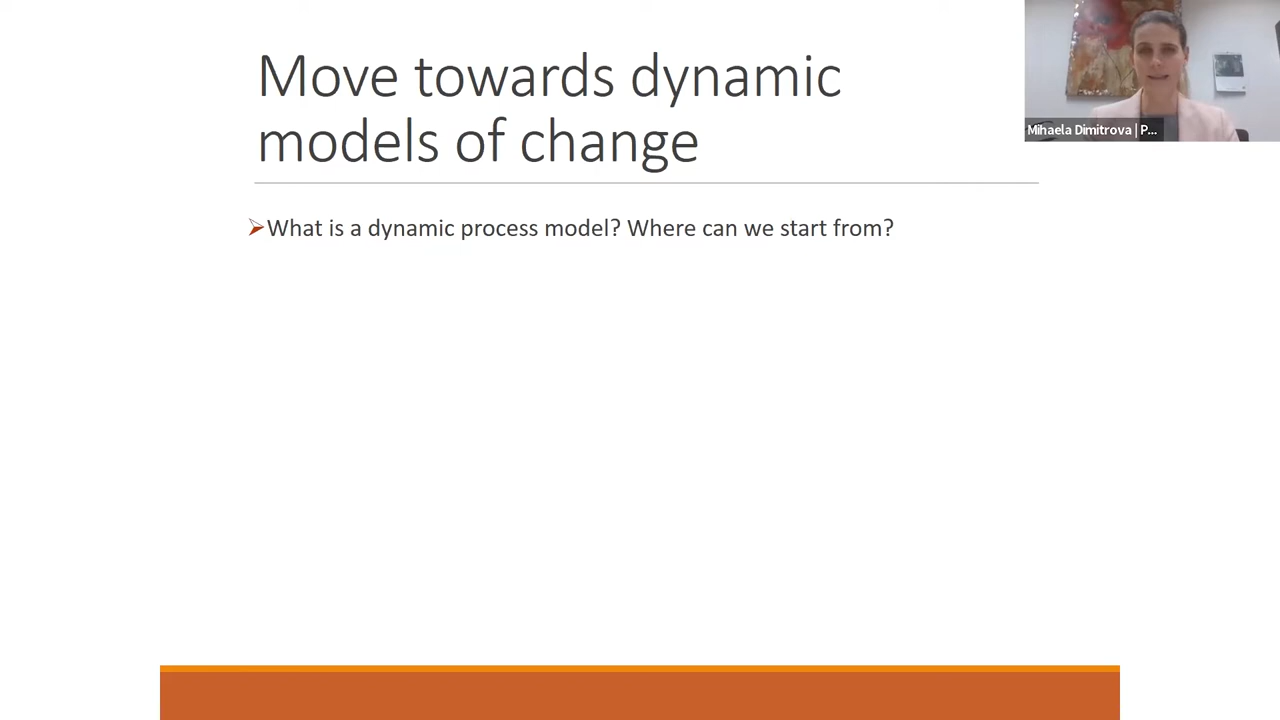 Move towards dynamic
models of change
What is a dynamic process model? Where can we start from?
Mihaela Dimitrova | P...